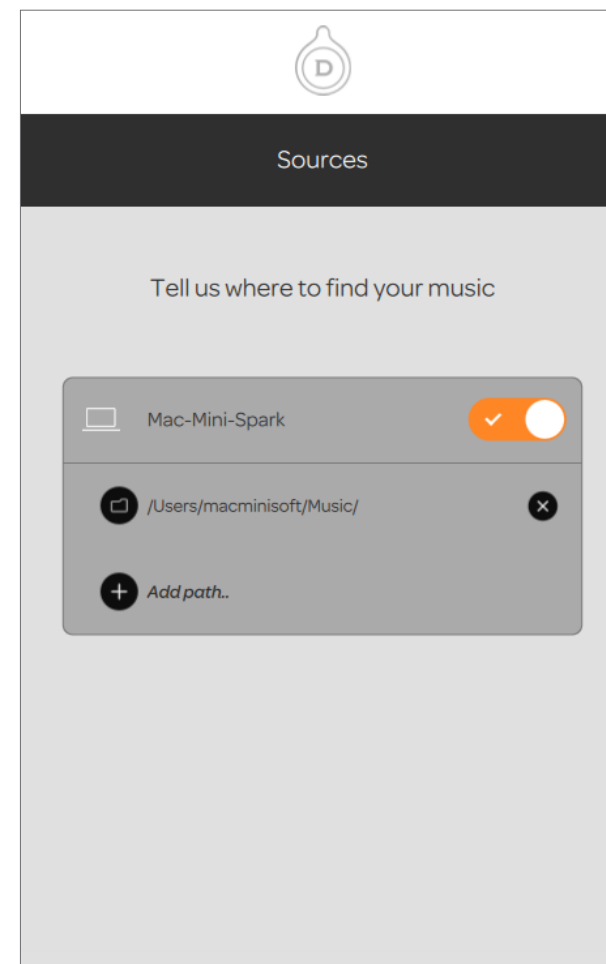 D
Sources
Tell us where to find your music
Mac-Mini-Spark
/Users/macminisoft/Music/
Add path..